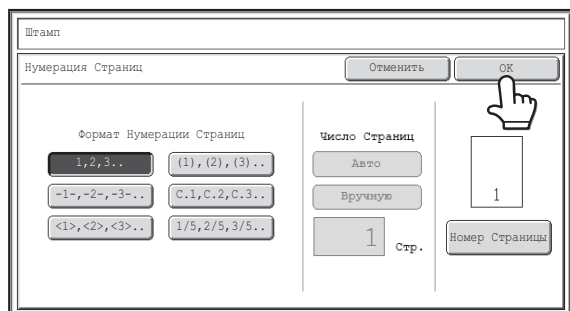 Штамп
Нумерация Страниц
Отменить
OK
Формат Нумерации Страниц
Число Страниц
1,2,3..
(1),(2),(3)..
Авто
-1-,-2-,-3-..
С.1,С.2,С.3..
Вручную
1
<1>,<2>,<3>..
1/5,2/5,3/5..
1 Стр.
Номер Страницы